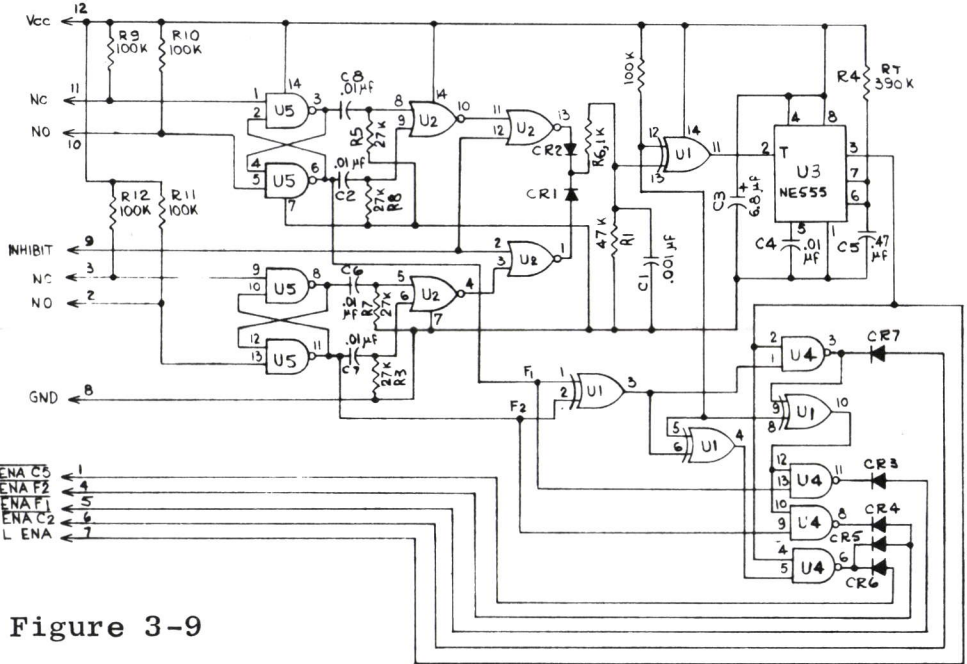 Vcc 12
R9 100K
R10 100K
NC 11
NO 10
R12 100K
R11 100K
INHIBIT 9
NC 3
NO 2
GND 8
14
1 2 U5 3
C8 .01µf
4 5 U5 6
7
C2 .01µf
R5 27K
27K R8
14
8 9 U2 10
11 12 U2 13
CR2
CR1
R6, 1K
2 3 U2 1
9 10 U5 8
12 13 U5 11
C6 .01 µf
C7 .01µf
R7 27K
27K R3
5 6 U2 4
7
47K R1
C1 .001µf
100K
14
12 13 U1 11
C3 + 6.8µf
R4 RT 390K
4 8
2 T U3 NE555 3
7
6
5 1
C4 .01 µf
C5 .47 µf
F1 1
F2 2 U1 3
5 6 U1 4
2 1 U4 3 CR7
9 8 U1 10
12 13 U4 11 CR3
10 9 U4 8 CR4
CR5
4 5 U4 6
CR6
ENA C5 1
ENA F2 4
ENA F1 5
ENA C2 6
L ENA 7
Figure 3-9